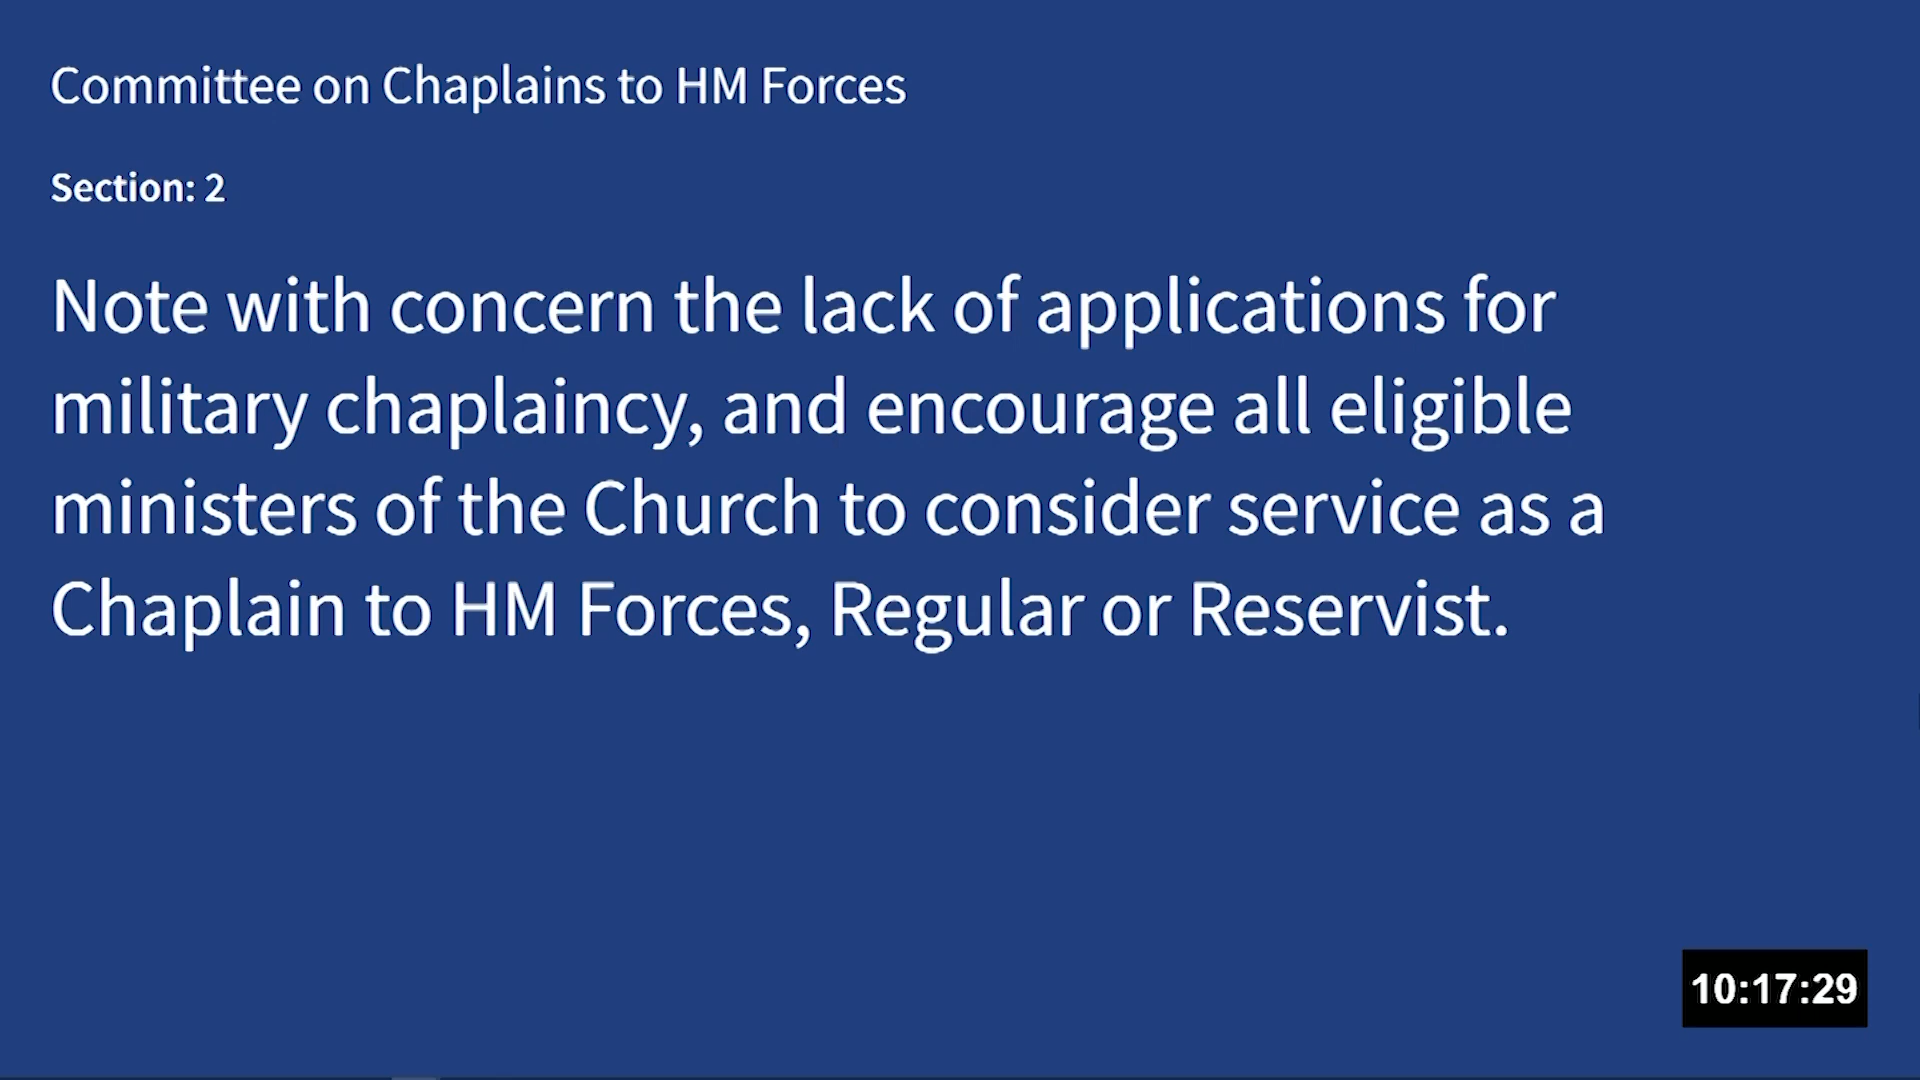 Committee on Chaplains to HM Forces
Section: 2
Note with concern the lack of applications for
military chaplaincy, and encourage all eligible
ministers of the Church to consider service as a
Chaplain to HM Forces, Regular or Reservist.
10:17:29